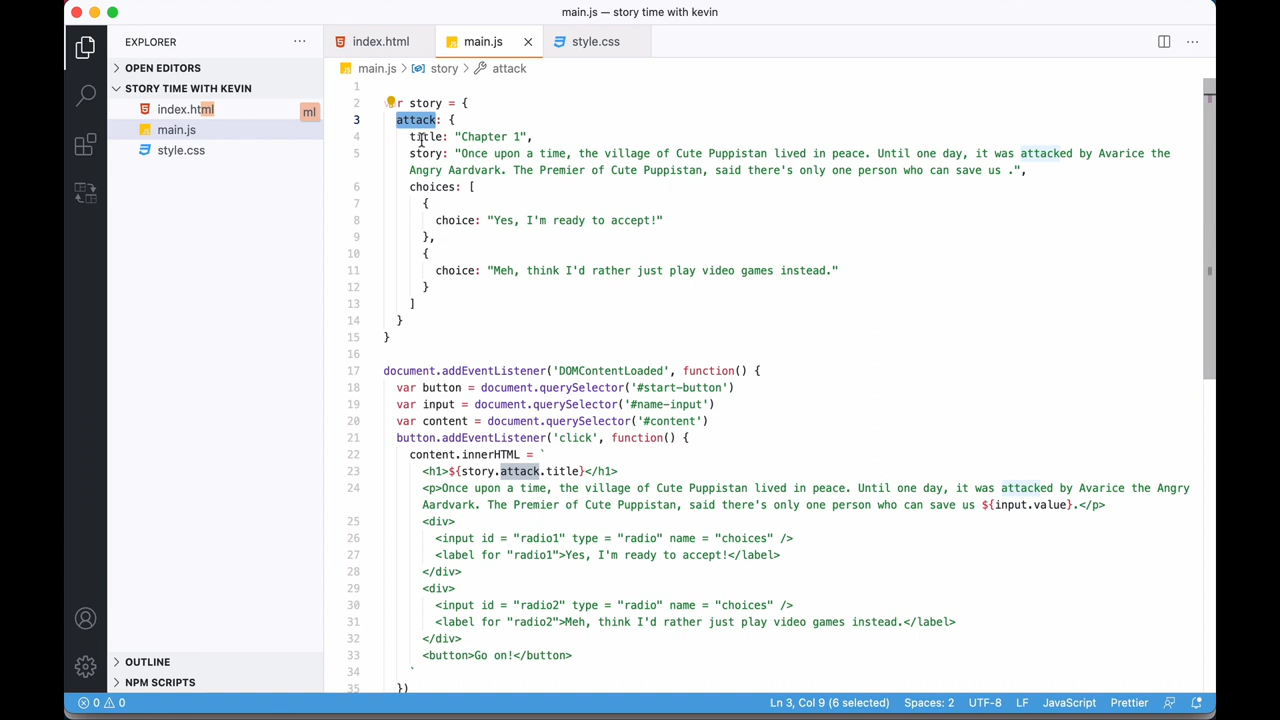 main.js — story time with kevin
EXPLORER
index.html
main.js
style.css
OPEN EDITORS
main.js > story > attack
STORY TIME WITH KEVIN
index.html
ml
main.js
style.css
1
2 r story = {
3 attack: {
4 title: "Chapter 1",
5 story: "Once upon a time, the village of Cute Puppistan lived in peace. Until one day, it was attacked by Avarice the
Angry Aardvark. The Premier of Cute Puppistan, said there's only one person who can save us .",
6 choices: [
7 {
8 choice: "Yes, I'm ready to accept!"
9 },
10 {
11 choice: "Meh, think I'd rather just play video games instead."
12 }
13 ]
14 }
15 }
16
17 document.addEventListener('DOMContentLoaded', function() {
18 var button = document.querySelector('#start-button')
19 var input = document.querySelector('#name-input')
20 var content = document.querySelector('#content')
21 button.addEventListener('click', function() {
22 content.innerHTML = `
23 <h1>${story.attack.title}</h1>
24 <p>Once upon a time, the village of Cute Puppistan lived in peace. Until one day, it was attacked by Avarice the Angry
Aardvark. The Premier of Cute Puppistan, said there's only one person who can save us ${input.value}.</p>
25 <div>
26 <input id = "radio1" type = "radio" name = "choices" />
27 <label for "radio1">Yes, I'm ready to accept!</label>
28 </div>
29 <div>
30 <input id = "radio2" type = "radio" name = "choices" />
31 <label for "radio2">Meh, think I'd rather just play video games instead.</label>
32 </div>
33 <button>Go on!</button>
34 `
35 })
OUTLINE
NPM SCRIPTS
0 0
Ln 3, Col 9 (6 selected)
Spaces: 2
UTF-8
LF
JavaScript
Prettier